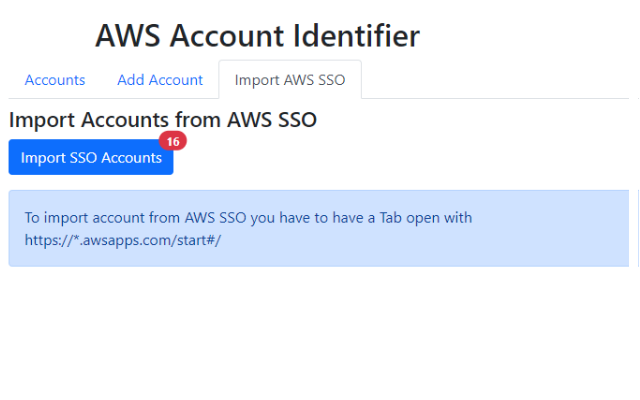 AWS Account Identifier
Accounts Add Account Import AWS SSO
Import Accounts from AWS SSO
16
Import SSO Accounts
To import account from AWS SSO you have to have a Tab open with
https://*.awsapps.com/start#/